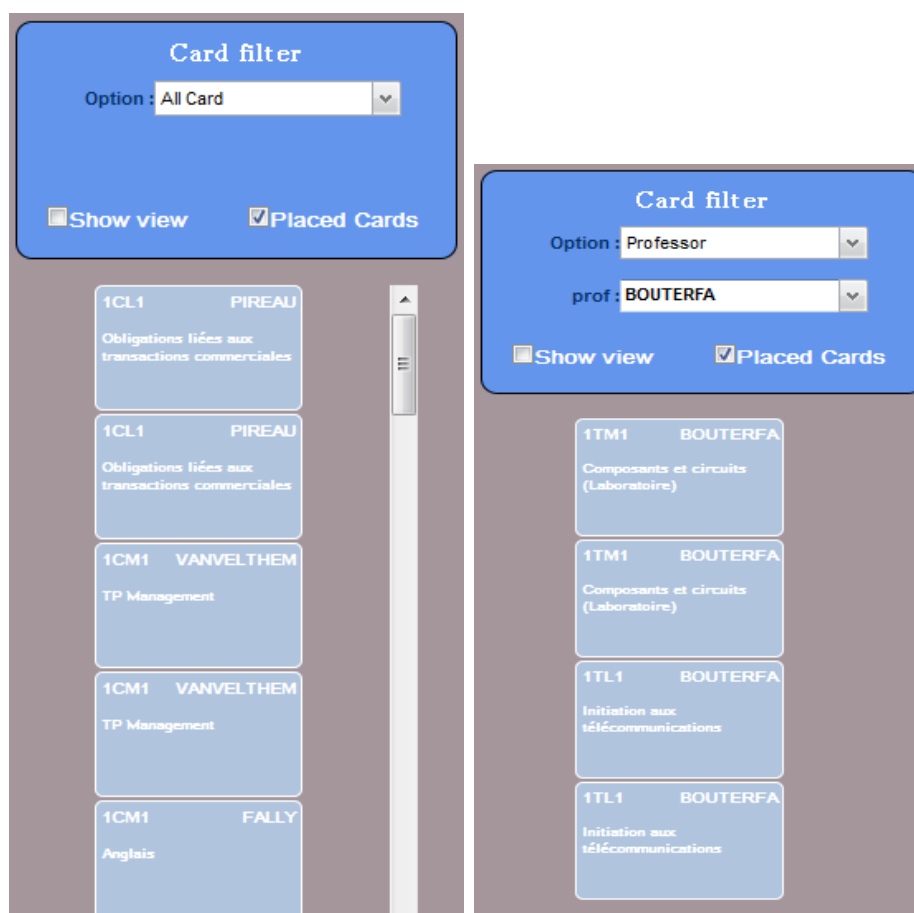 Card filter
Option : All Card
Show view Placed Cards
1CL1 PIREAU
Obligations liées aux
transactions commerciales
1CL1 PIREAU
Obligations liées aux
transactions commerciales
1CM1 VANVELTHEM
TP Management
1CM1 VANVELTHEM
TP Management
1CM1 FALLY
Anglais
Card filter
Option : Professor
prof : BOUTERFA
Show view Placed Cards
1TM1 BOUTERFA
Composants et circuits
(Laboratoire)
1TM1 BOUTERFA
Composants et circuits
(Laboratoire)
1TL1 BOUTERFA
Initiation aux
télécommunications
1TL1 BOUTERFA
Initiation aux
télécommunications